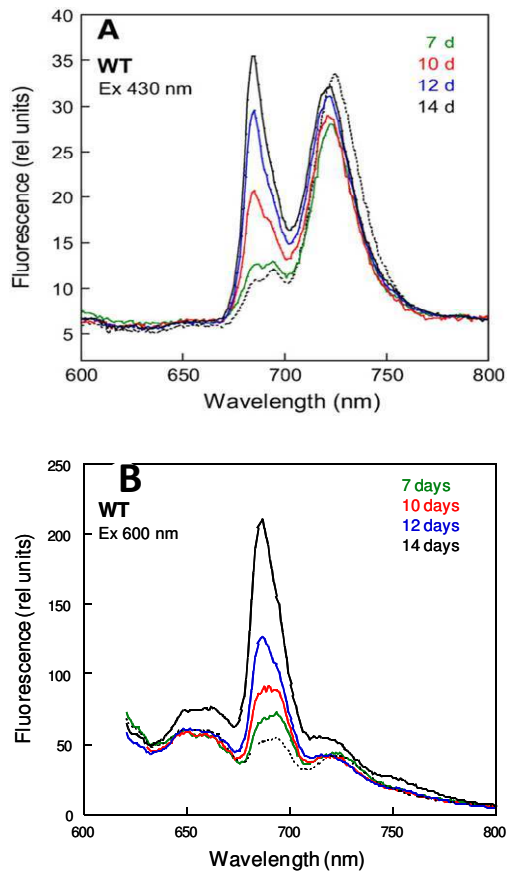 A
WT
Ex 430 nm
7 d
10 d
12 d
14 d
40
35
30
25
20
15
10
5
Fluorescence (rel units)
600 650 700 750 800
Wavelength (nm)
B
WT
Ex 600 nm
7 days
10 days
12 days
14 days
250
200
150
100
50
0
Fluorescence (rel units)
600 650 700 750 800
Wavelength (nm)